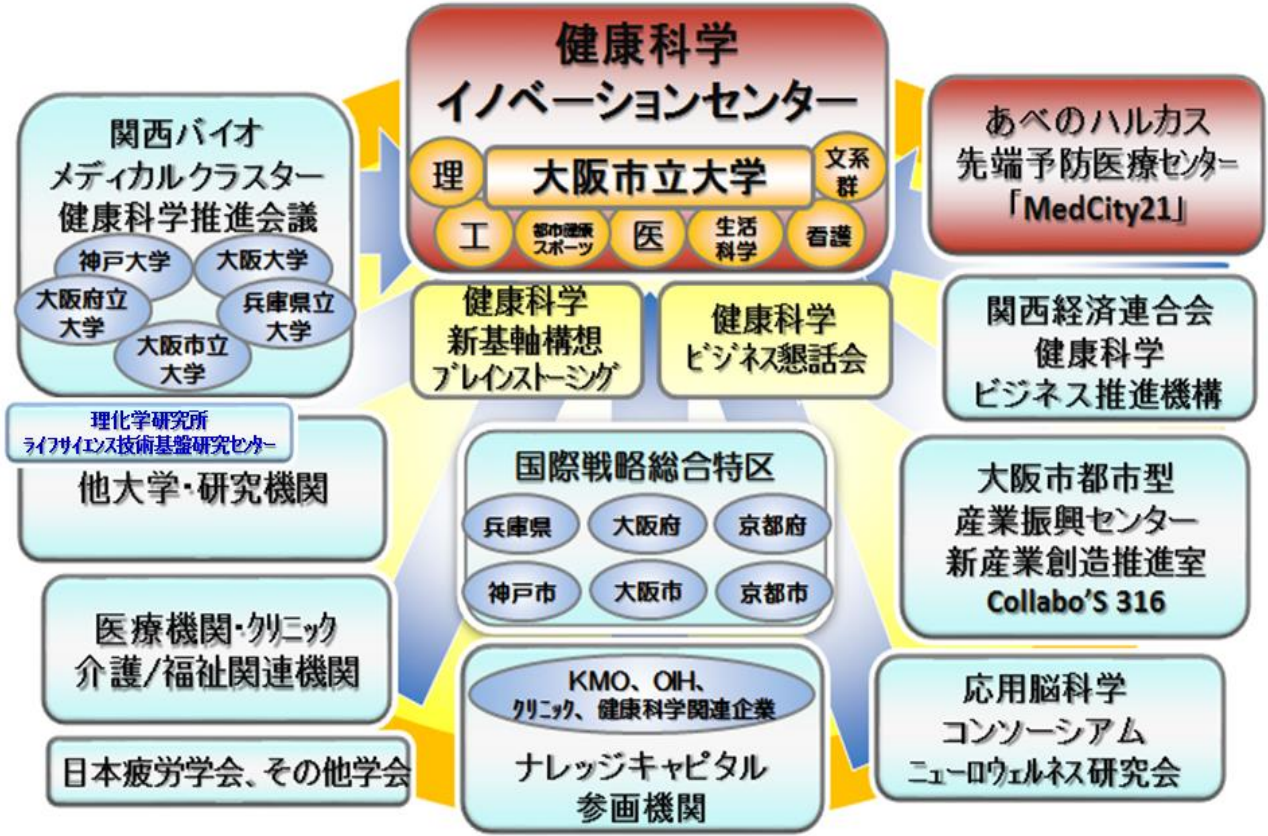 健康科学
イノベーションセンター
理
大阪市立大学
文系
群
工
都市健康
スポーツ
医
生活
科学
看護
関西バイオ
メディカルクラスター
健康科学推進会議
神戸大学
大阪大学
大阪府立
大学
兵庫県立
大学
大阪市立
大学
あべのハルカス
先端予防医療ｾﾝﾀｰ
「MedCity21」
健康科学
新基軸構想
ﾌﾞﾚｲﾝｽﾄｰﾐﾝｸﾞ
健康科学
ﾋﾞｼﾞﾈｽ懇話会
関西経済連合会
健康科学
ビジネス推進機構
理化学研究所
ﾗｲﾌｻｲｴﾝｽ技術基盤研究ｾﾝﾀｰ
他大学・研究機関
国際戦略総合特区
兵庫県
大阪府
京都府
神戸市
大阪市
京都市
大阪市都市型
産業振興センター
新産業創造推進室
Collabo'S 316
医療機関・ｸﾘﾆｯｸ
介護/福祉関連機関
KMO、OIH、
ｸﾘﾆｯｸ、健康科学関連企業
ナレッジキャピタル
参画機関
応用脳科学
コンソーシアム
ﾆｭｰﾛｳｪﾙﾈｽ研究会
日本疲労学会、その他学会